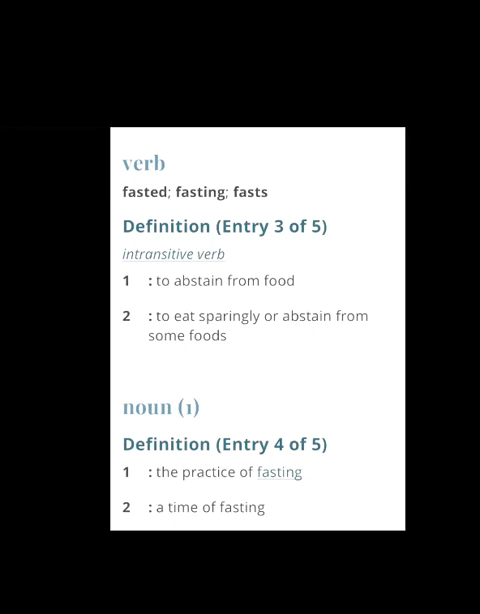 verb
fasted; fasting; fasts
Definition (Entry 3 of 5)
intransitive verb
1 : to abstain from food
2 : to eat sparingly or abstain from
some foods
noun (1)
Definition (Entry 4 of 5)
1 : the practice of fasting
2 : a time of fasting